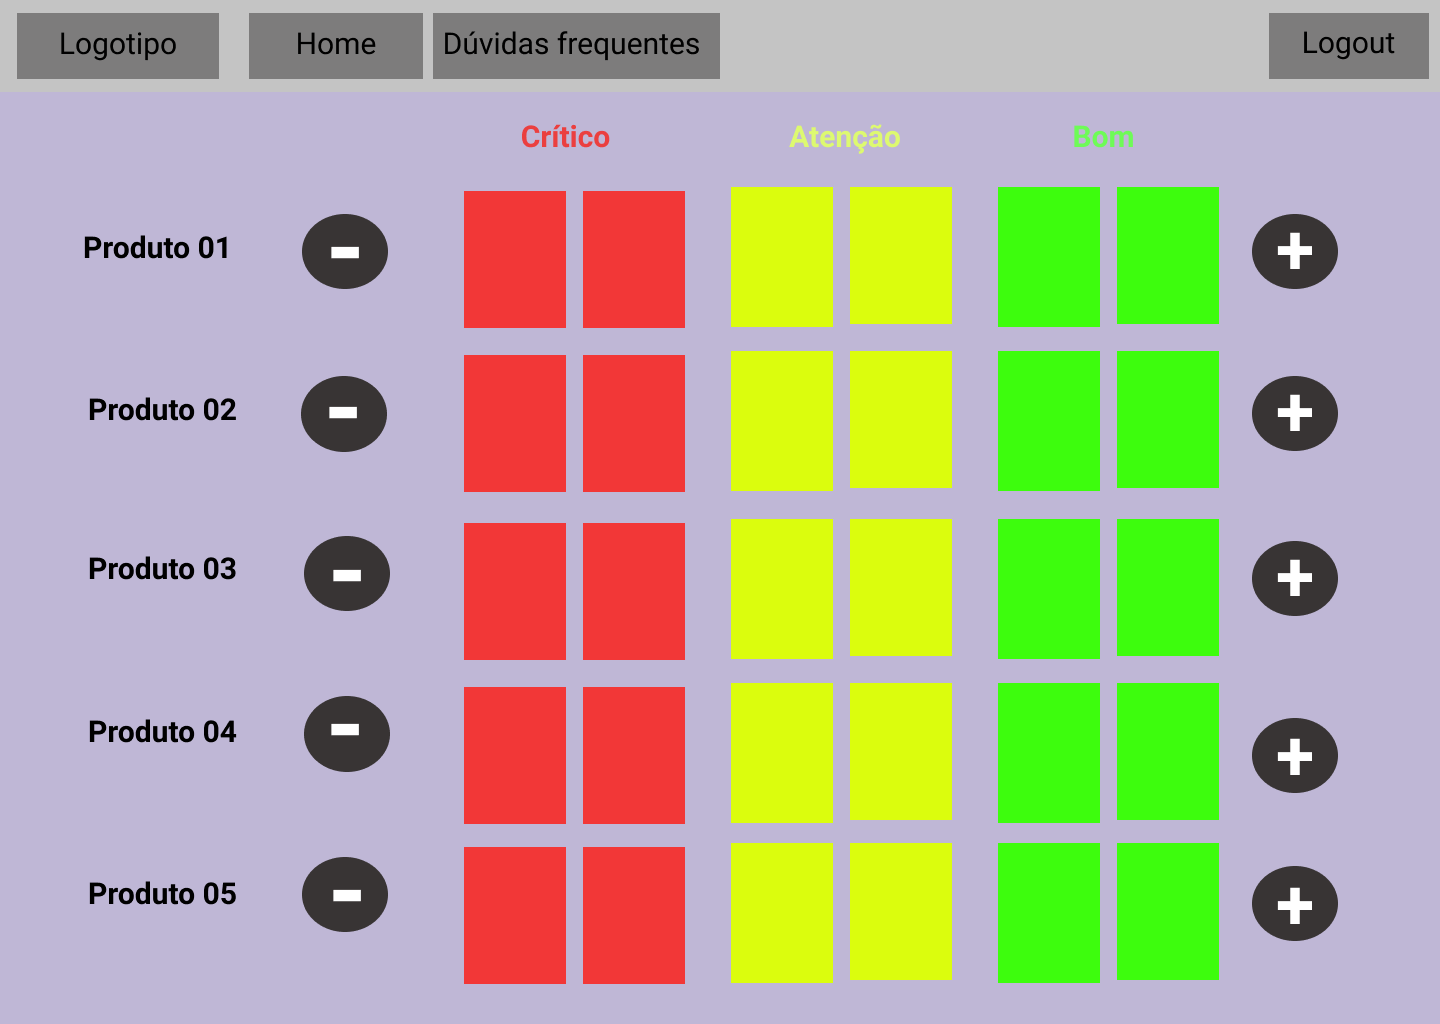 Logotipo Home Dúvidas frequentes Logout
Crítico Atenção Bom
Produto 01 - +
Produto 02 - +
Produto 03 - +
Produto 04 - +
Produto 05 - +